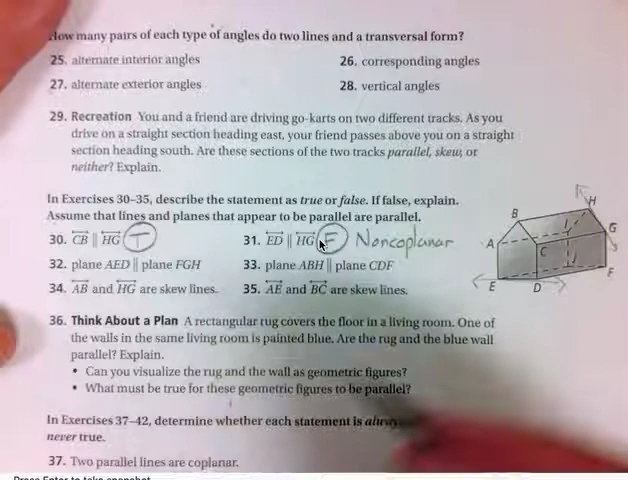 How many pairs of each type of angles do two lines and a transversal form?
25. alternate interior angles
26. corresponding angles
27. alternate exterior angles
28. vertical angles
29. Recreation You and a friend are driving go-karts on two different tracks. As you
drive on a straight section heading east, your friend passes above you on a straight
section heading south. Are these sections of the two tracks parallel, skew, or
neither? Explain.
In Exercises 30–35, describe the statement as true or false. If false, explain.
Assume that lines and planes that appear to be parallel are parallel.
30. CB ∥ HG T
31. ED ∥ HG F Noncoplanar
32. plane AED ∥ plane FGH
33. plane ABH ∥ plane CDF
34. AB and HG are skew lines.
35. AE and BC are skew lines.
B
H
A
C
G
E
D
F
36. Think About a Plan A rectangular rug covers the floor in a living room. One of
the walls in the same living room is painted blue. Are the rug and the blue wall
parallel? Explain.
• Can you visualize the rug and the wall as geometric figures?
• What must be true for these geometric figures to be parallel?
In Exercises 37–42, determine whether each statement is
never true.
37. Two parallel lines are coplanar.